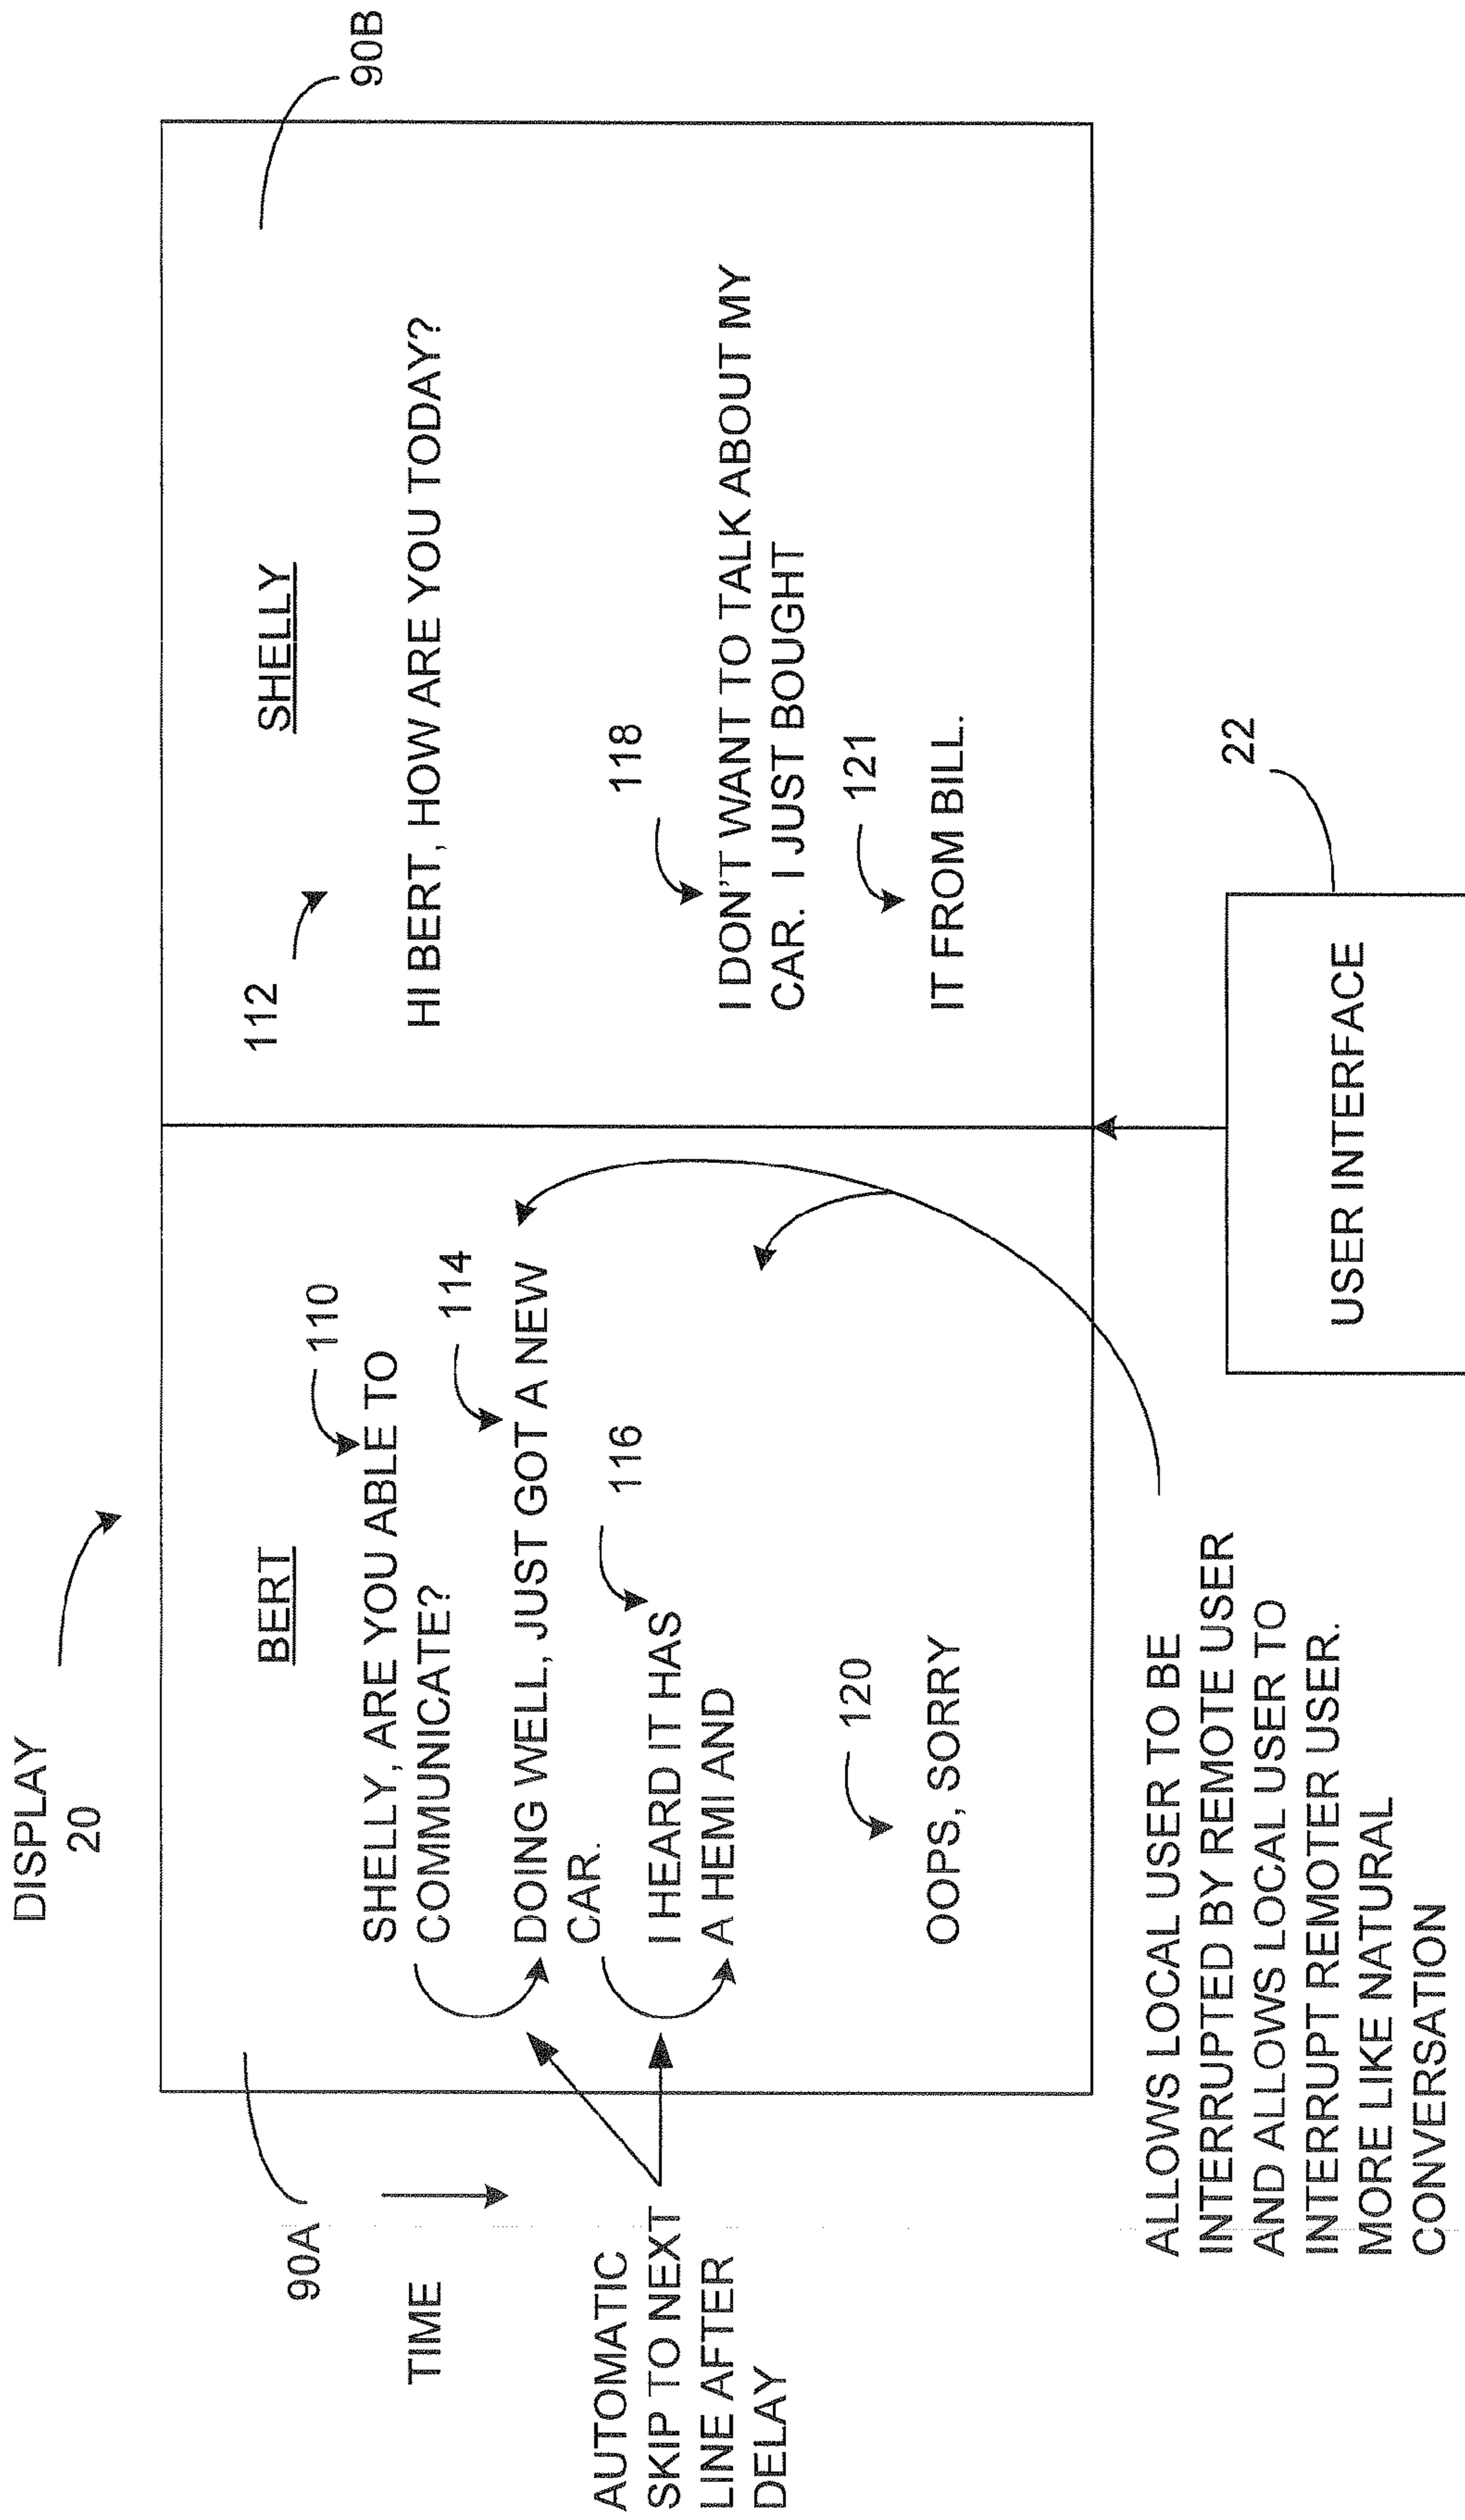 DISPLAY
20
90A
90B
TIME
BERT
110
SHELLY, ARE YOU ABLE TO
COMMUNICATE?
114
DOING WELL, JUST GOT A NEW
CAR.
116
I HEARD IT HAS
A HEMI AND
120
OOPS, SORRY
SHELLY
112
HI BERT, HOW ARE YOU TODAY?
118
I DON'T WANT TO TALK ABOUT MY
CAR. I JUST BOUGHT
121
IT FROM BILL.
AUTOMATIC
SKIP TO NEXT
LINE AFTER
DELAY
ALLOWS LOCAL USER TO BE
INTERRUPTED BY REMOTE USER
AND ALLOWS LOCAL USER TO
INTERRUPT REMOTER USER.
MORE LIKE NATURAL
CONVERSATION
22
USER INTERFACE